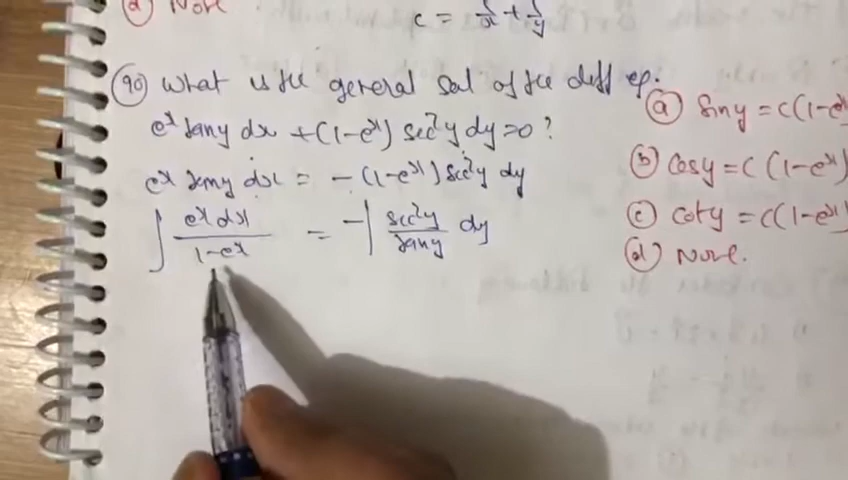 (d) None
c = 1/x + 1/y
(90) What is the general sol of the diff eq.
e^x tany dx + (1-e^x) sec²y dy = 0 ?
e^x tany dx = -(1-e^x) sec²y dy
∫ e^x dx / 1-e^x = -∫ sec²y / tany dy
(a) Siny = c(1-e^x
(b) Cosy = c (1-e^x)
(c) coty = c(1-e^x)
(d) None.